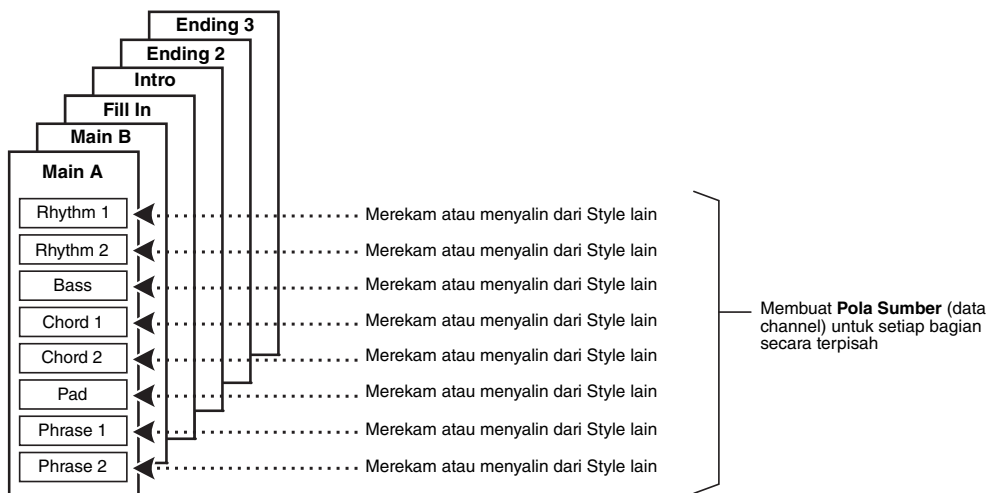 Ending 3
Ending 2
Intro
Fill In
Main B
Main A
Rhythm 1
Merekam atau menyalin dari Style lain
Rhythm 2
Merekam atau menyalin dari Style lain
Bass
Merekam atau menyalin dari Style lain
Chord 1
Merekam atau menyalin dari Style lain
Chord 2
Merekam atau menyalin dari Style lain
Pad
Merekam atau menyalin dari Style lain
Phrase 1
Merekam atau menyalin dari Style lain
Phrase 2
Merekam atau menyalin dari Style lain
Membuat Pola Sumber (data
channel) untuk setiap bagian
secara terpisah